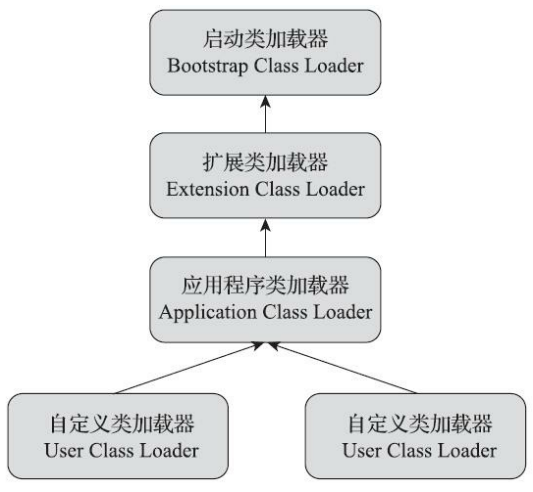 启动类加载器
Bootstrap Class Loader
扩展类加载器
Extension Class Loader
应用程序类加载器
Application Class Loader
自定义类加载器
User Class Loader
自定义类加载器
User Class Loader